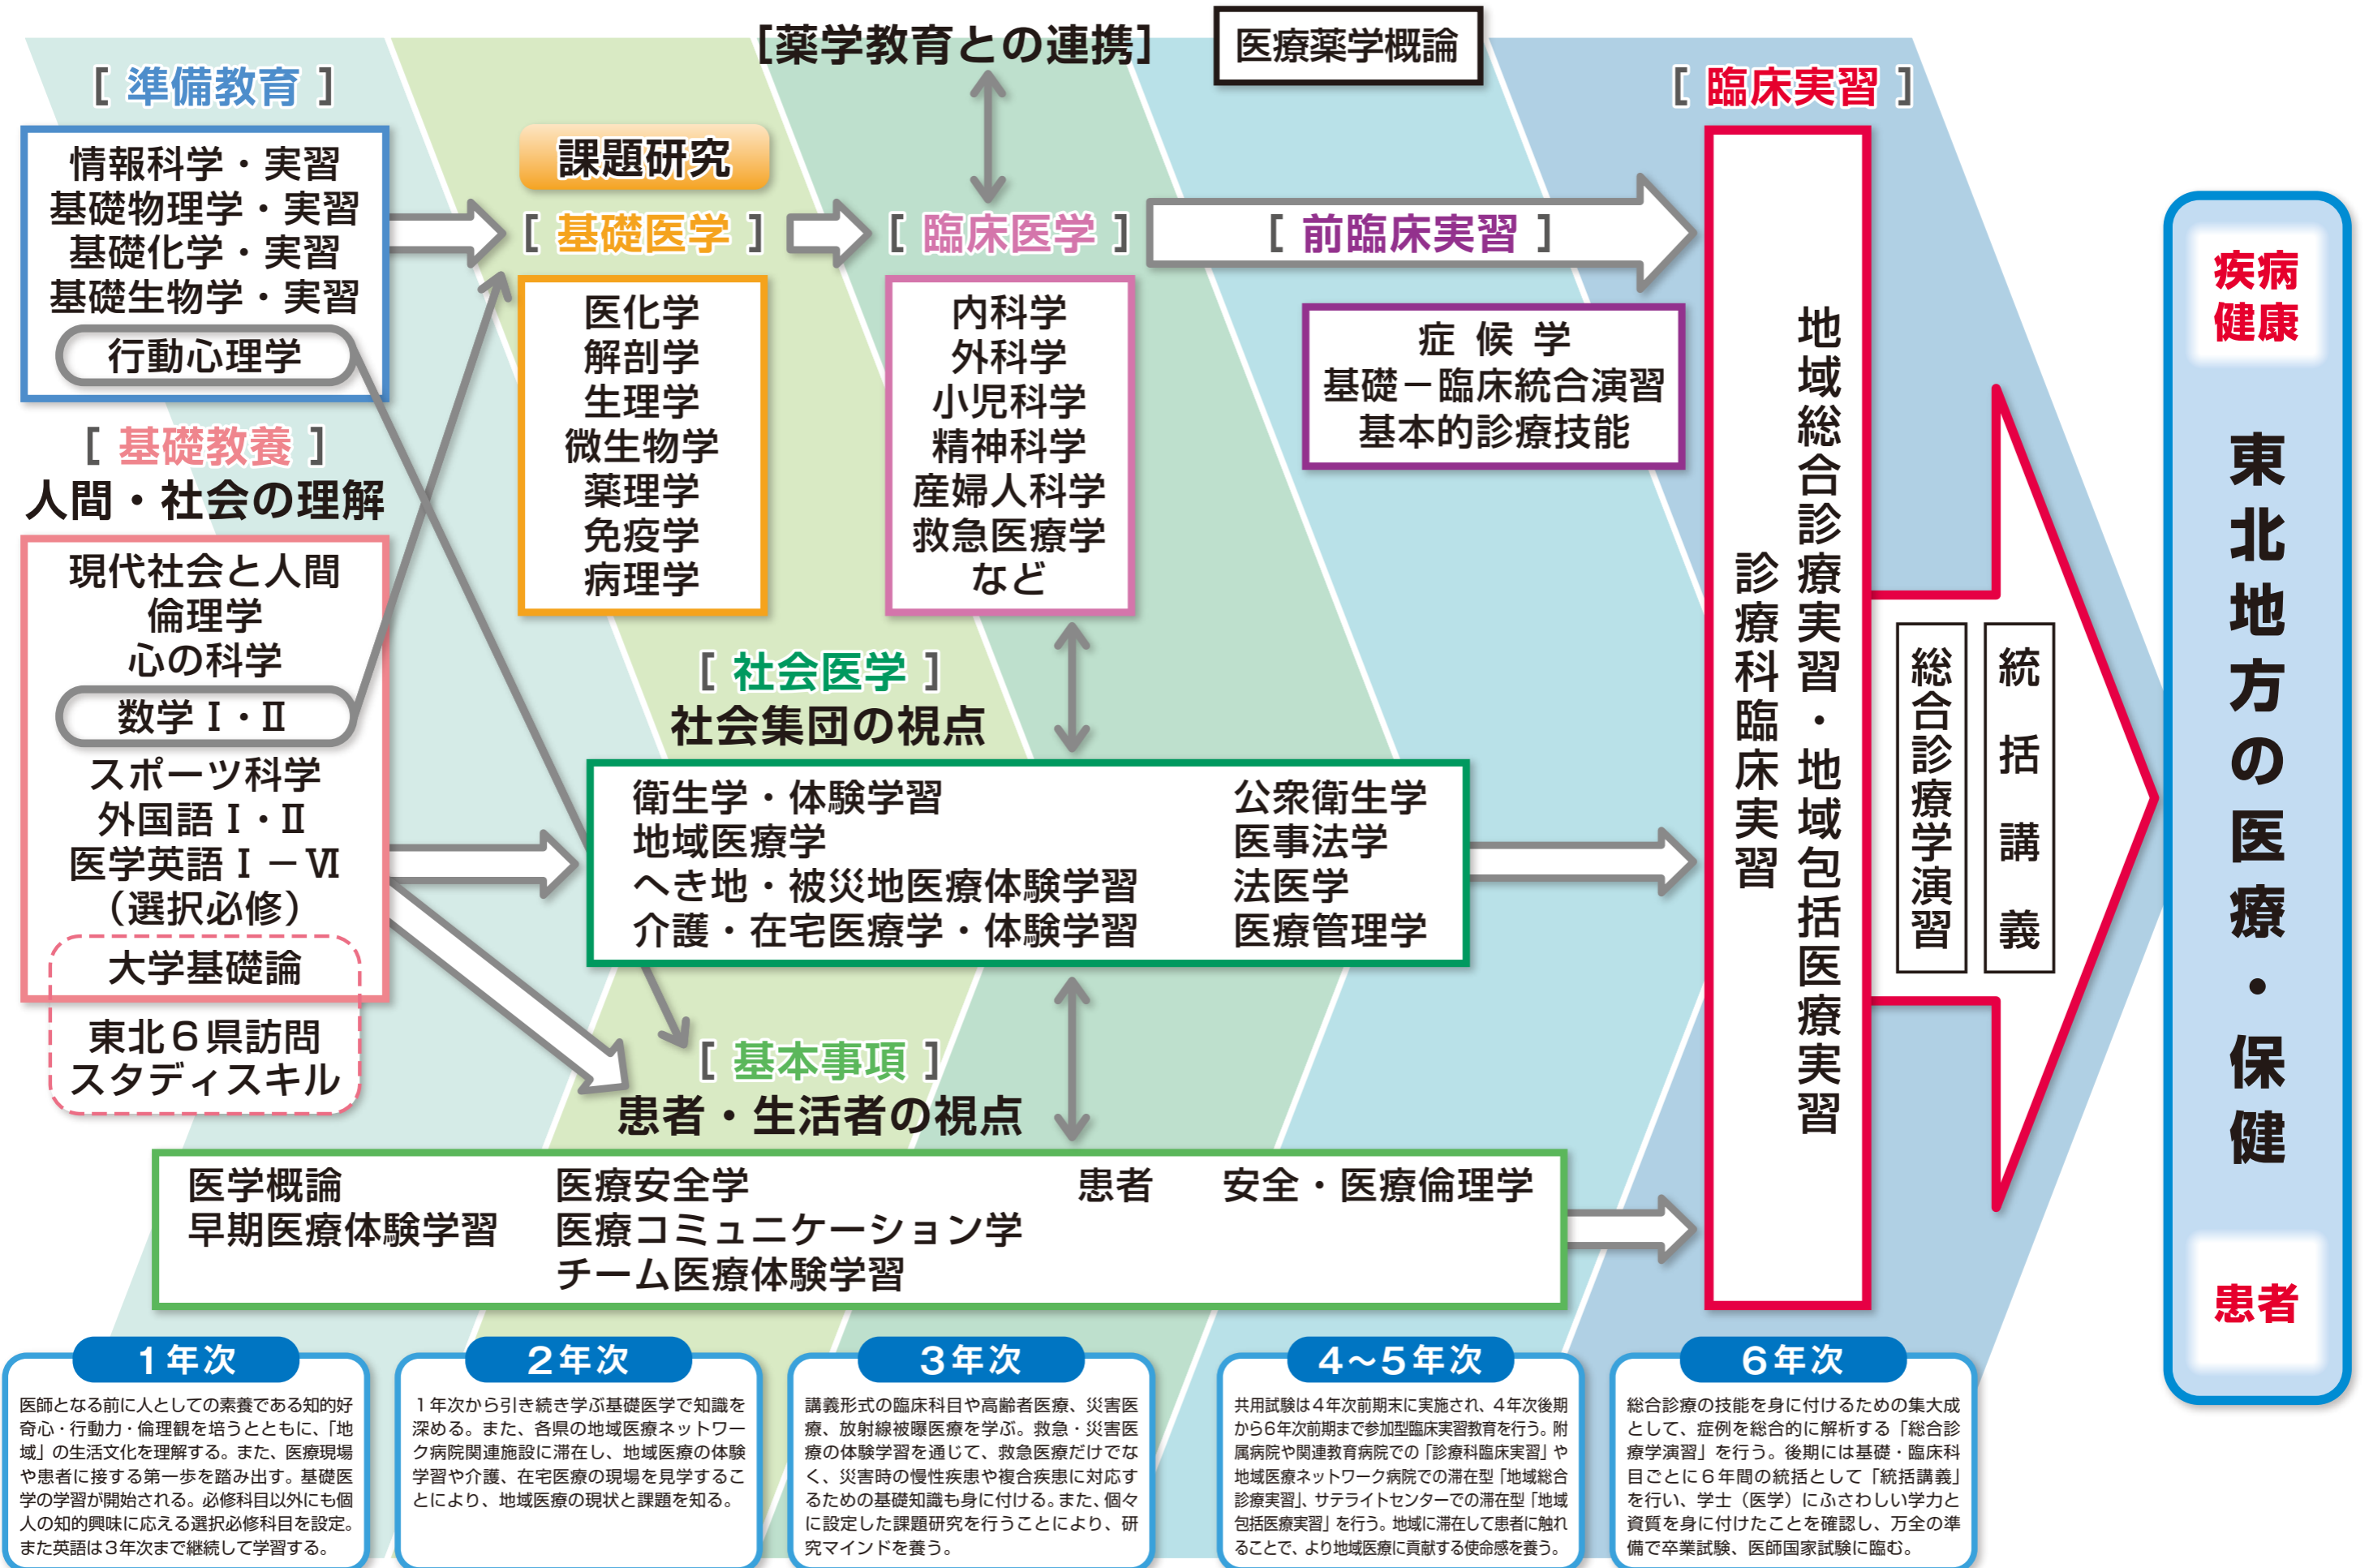 [薬学教育との連携]
医療薬学概論
[ 準備教育 ]
情報科学・実習
基礎物理学・実習
基礎化学・実習
基礎生物学・実習
行動心理学
[ 基礎教養 ]
人間・社会の理解
現代社会と人間
倫理学
心の科学
数学Ⅰ・Ⅱ
スポーツ科学
外国語Ⅰ・Ⅱ
医学英語Ⅰ－Ⅵ
（選択必修）
大学基礎論
東北６県訪問
スタディスキル
課題研究
[ 基礎医学 ]
医化学
解剖学
生理学
微生物学
薬理学
免疫学
病理学
[ 臨床医学 ]
内科学
外科学
小児科学
精神科学
産婦人科学
救急医療学
など
[ 前臨床実習 ]
症 候 学
基礎－臨床統合演習
基本的診療技能
[ 社会医学 ]
社会集団の視点
衛生学・体験学習
地域医療学
へき地・被災地医療体験学習
介護・在宅医療学・体験学習
公衆衛生学
医事法学
法医学
医療管理学
[ 基本事項 ]
患者・生活者の視点
医学概論
早期医療体験学習
医療安全学
医療コミュニケーション学
チーム医療体験学習
患者　安全・医療倫理学
[ 臨床実習 ]
地域総合診療実習・地域包括医療実習
診療科臨床実習
総合診療学演習
統括講義
疾病
健康
東北地方の医療・保健
患者
１年次
医師となる前に人としての素養である知的好
奇心・行動力・倫理観を培うとともに、「地
域」の生活文化を理解する。また、医療現場
や患者に接する第一歩を踏み出す。基礎医
学の学習が開始される。必修科目以外にも個
人の知的興味に応える選択必修科目を設定。
また英語は３年次まで継続して学習する。
２年次
１年次から引き続き学ぶ基礎医学で知識を
深める。また、各県の地域医療ネットワー
ク病院関連施設に滞在し、地域医療の体験
学習や介護、在宅医療の現場を見学するこ
とにより、地域医療の現状と課題を知る。
３年次
講義形式の臨床科目や高齢者医療、災害医
療、放射線被曝医療を学ぶ。救急・災害医
療の体験学習を通じて、救急医療だけでな
く、災害時の慢性疾患や複合疾患に対応す
るための基礎知識も身に付ける。また、個々
に設定した課題研究を行うことにより、研
究マインドを養う。
４〜５年次
共用試験は４年次前期末に実施され、４年次後期
から６年次前期まで参加型臨床実習教育を行う。附
属病院や関連教育病院での「診療科臨床実習」や
地域医療ネットワーク病院での滞在型「地域総合
診療実習」、サテライトセンターでの滞在型「地域
包括医療実習」を行う。地域に滞在して患者に触れ
ることで、より地域医療に貢献する使命感を養う。
６年次
総合診療の技能を身に付けるための集大成
として、症例を総合的に解析する「総合診
療学演習」を行う。後期には基礎・臨床科
目ごとに６年間の統括として「統括講義」
を行い、学士（医学）にふさわしい学力と
資質を身に付けたことを確認し、万全の準
備で卒業試験、医師国家試験に臨む。